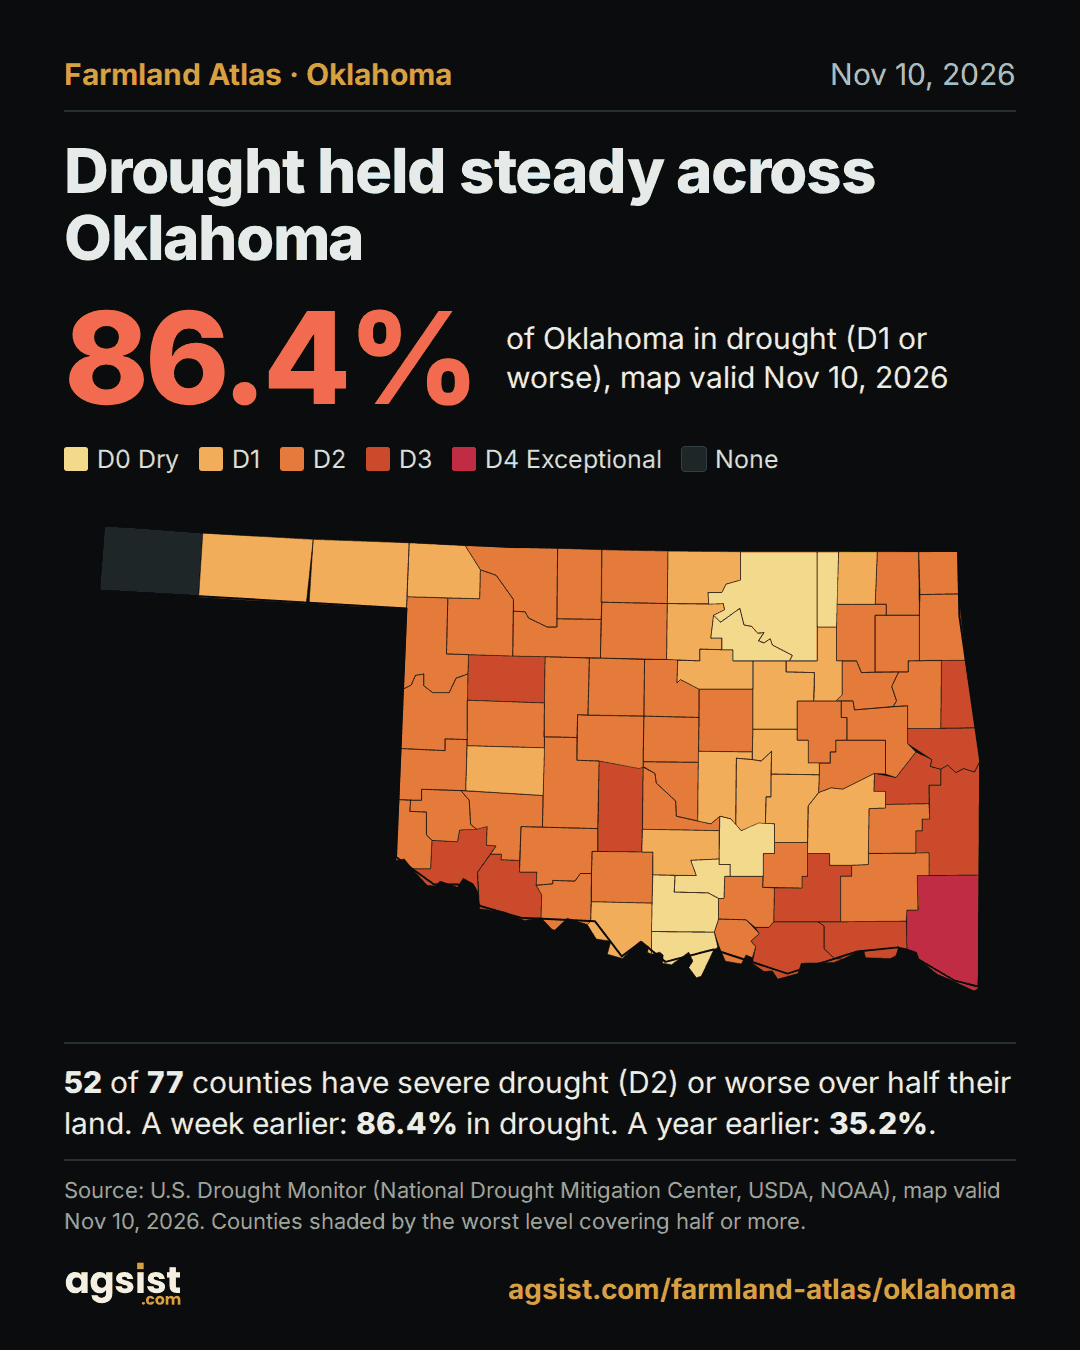 Farmland Atlas · Oklahoma
Nov 10, 2026
Drought held steady across
Oklahoma
86.4%
of Oklahoma in drought (D1 or
worse), map valid Nov 10, 2026
D0 Dry D1 D2 D3 D4 Exceptional None
52 of 77 counties have severe drought (D2) or worse over half their
land. A week earlier: 86.4% in drought. A year earlier: 35.2%.
Source: U.S. Drought Monitor (National Drought Mitigation Center, USDA, NOAA), map valid
Nov 10, 2026. Counties shaded by the worst level covering half or more.
agsist
.com
agsist.com/farmland-atlas/oklahoma